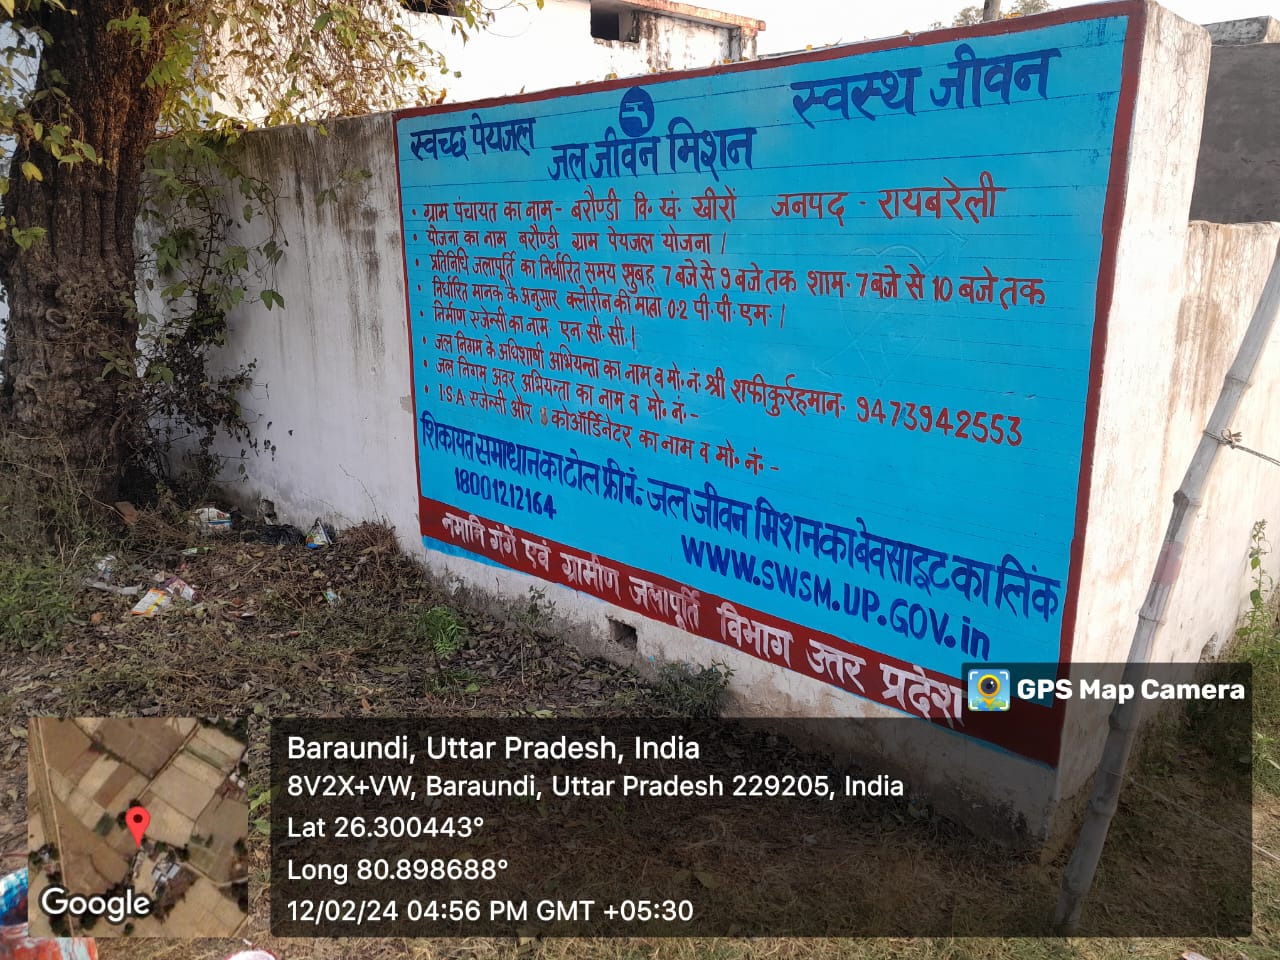 स्वच्छ पेयजल
जल जीवन मिशन
स्वस्थ जीवन
• ग्राम पंचायत का नाम - बरौण्डी वि. खं. खीरों जनपद - रायबरेली
• योजना का नाम बरौण्डी ग्राम पेयजल योजना।
• प्रतिनिधि जलापूर्ति का निर्धारित समय सुबह 7 बजे से 9 बजे तक शाम. 7 बजे से 10 बजे तक
• निर्धारित मानक के अनुसार क्लोरीन की मात्रा 0.2 पी. पी. एम.।
• निर्माण एजेन्सी का नाम एन. सी. सी.।
• जल निगम के अधिशाषी अभियन्ता का नाम व मो. नं. श्री शफीकुर्रहमान. 9473942553
• जल निगम अवर अभियन्ता का नाम व मो. नं. -
• I.S.A एजेन्सी और कोऑर्डिनेटर का नाम व मो. नं. -
शिकायत समाधान का टोल फ्री नं.
18001212164
जल जीवन मिशन का बेवसाइट का लिंक
WWW.SWSM.UP.GOV.in
नमामि गंगे एवं ग्रामीण जलापूर्ति विभाग उत्तर प्रदेश
GPS Map Camera
Baraundi, Uttar Pradesh, India
8V2X+VW, Baraundi, Uttar Pradesh 229205, India
Lat 26.300443°
Long 80.898688°
12/02/24 04:56 PM GMT +05:30
Google